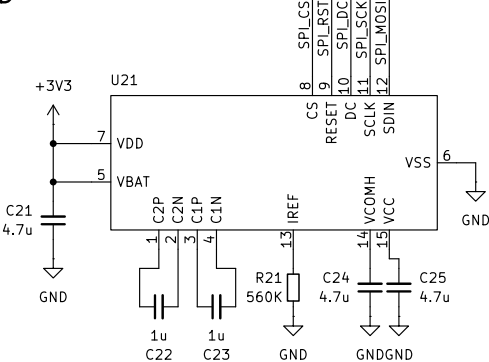 SPI_CS
SPI_RST
SPI_DC
SPI_SCK
SPI_MOSI
8
9
10
11
12
U21
+3V3
CS
RESET
DC
SCLK
SDIN
7
VDD
VSS
6
5
VBAT
C21
4.7u
GND
GND
C2P
C2N
C1P
C1N
IREF
VCOMH
VCC
1
2
3
4
13
14
15
R21
560K
C24
4.7u
C25
4.7u
1u
C22
1u
C23
GND
GND
GND